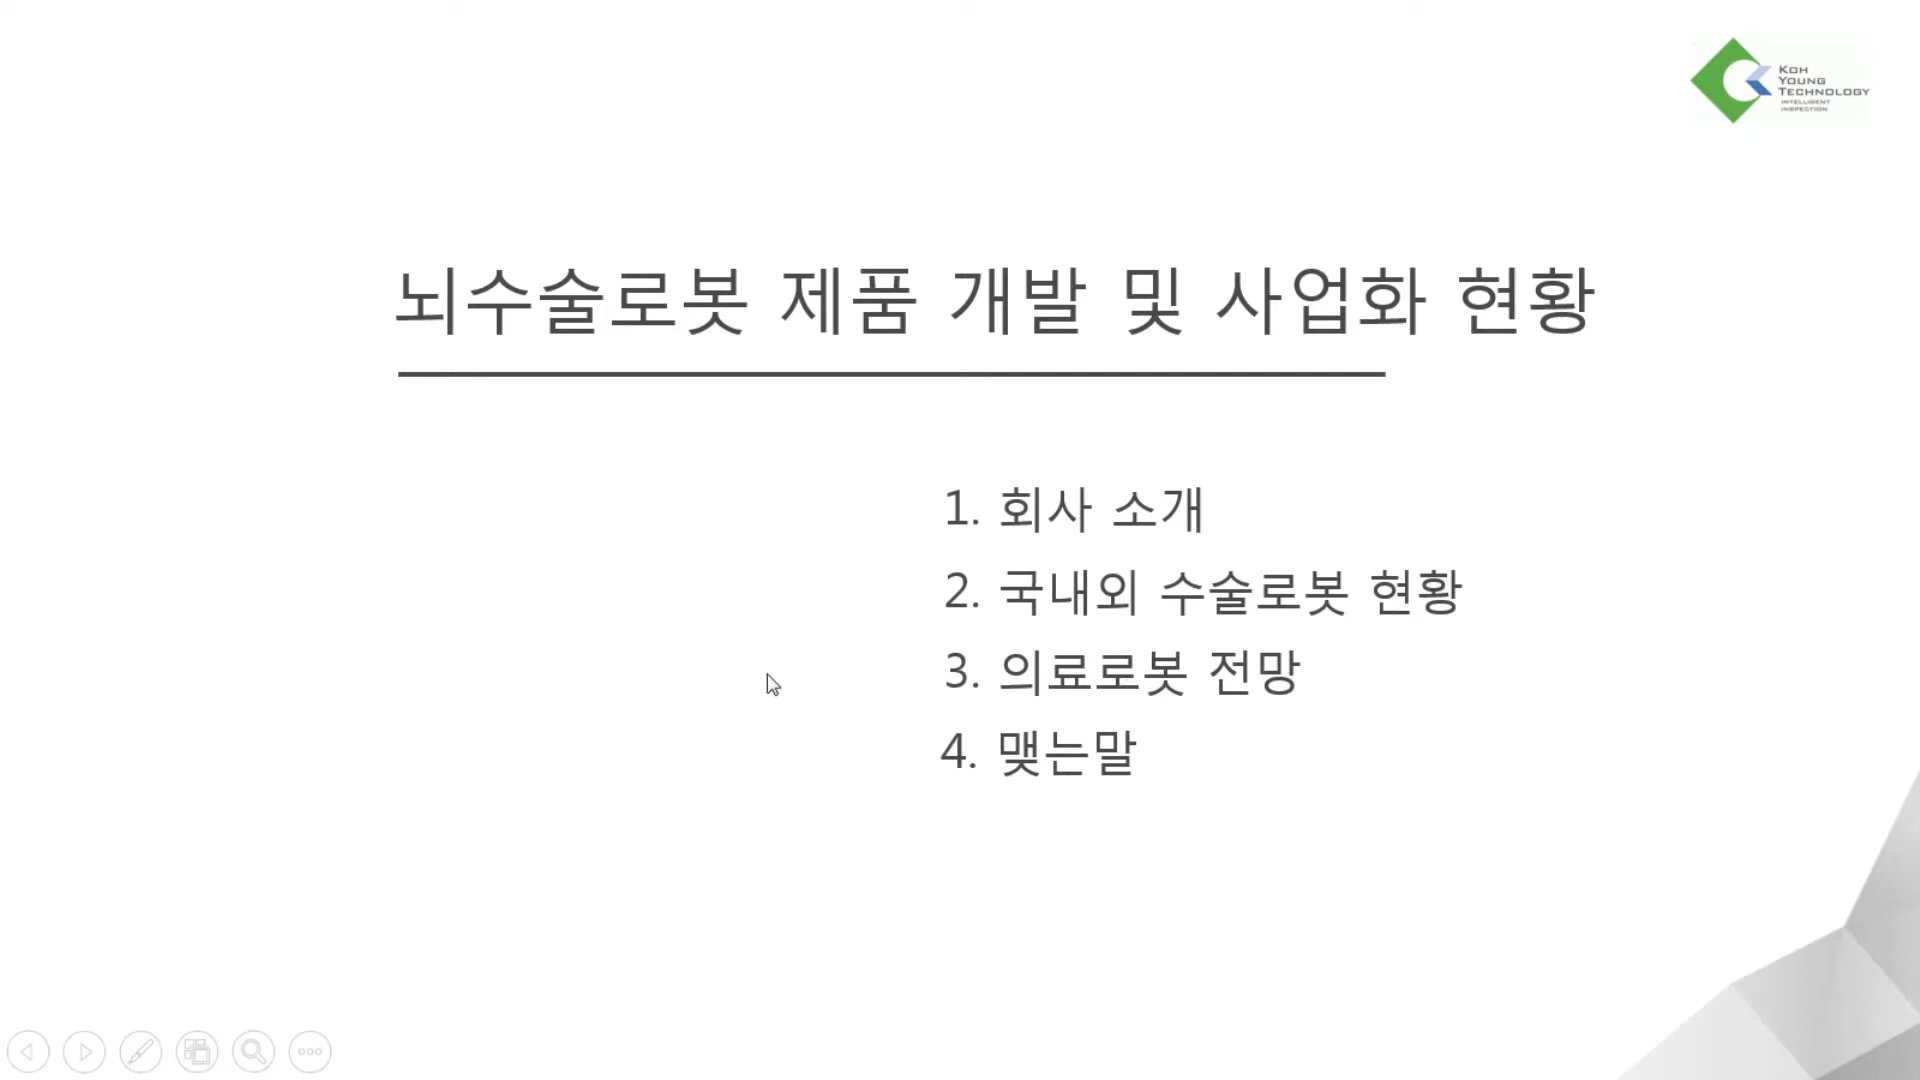 KOH
YOUNG
TECHNOLOGY
INTELLIGENT
INSPECTION
뇌수술로봇 제품 개발 및 사업화 현황
1. 회사 소개
2. 국내외 수술로봇 현황
3. 의료로봇 전망
4. 맺는말